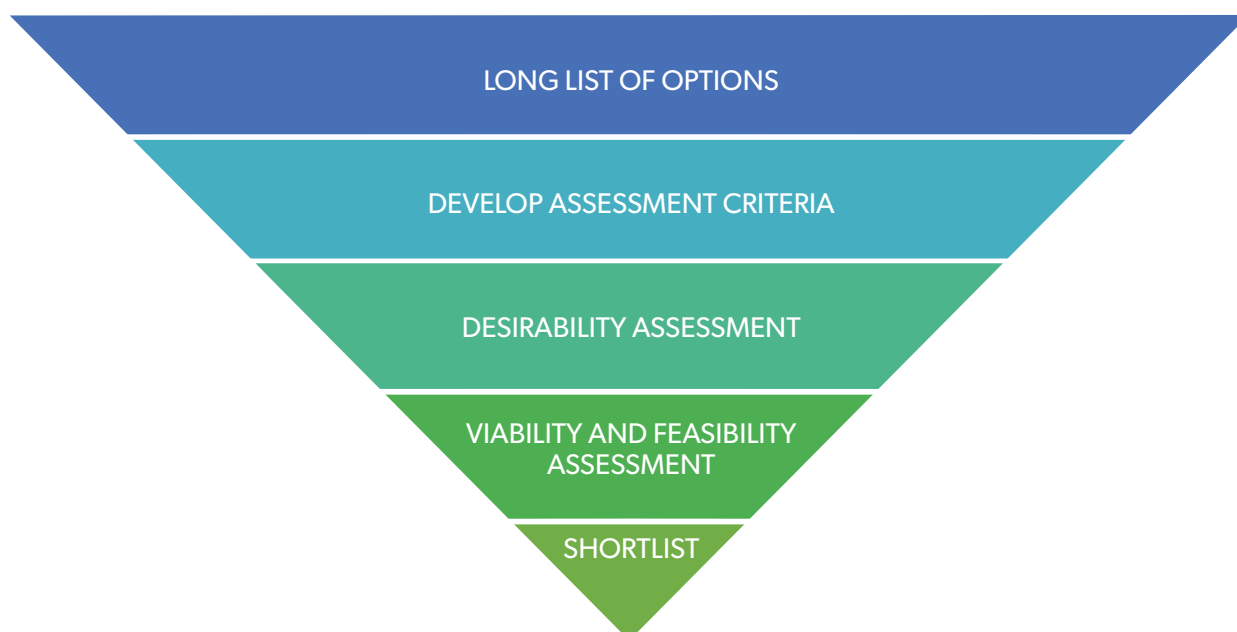 LONG LIST OF OPTIONS
DEVELOP ASSESSMENT CRITERIA
DESIRABILITY ASSESSMENT
VIABILITY AND FEASIBILITY
ASSESSMENT
SHORTLIST